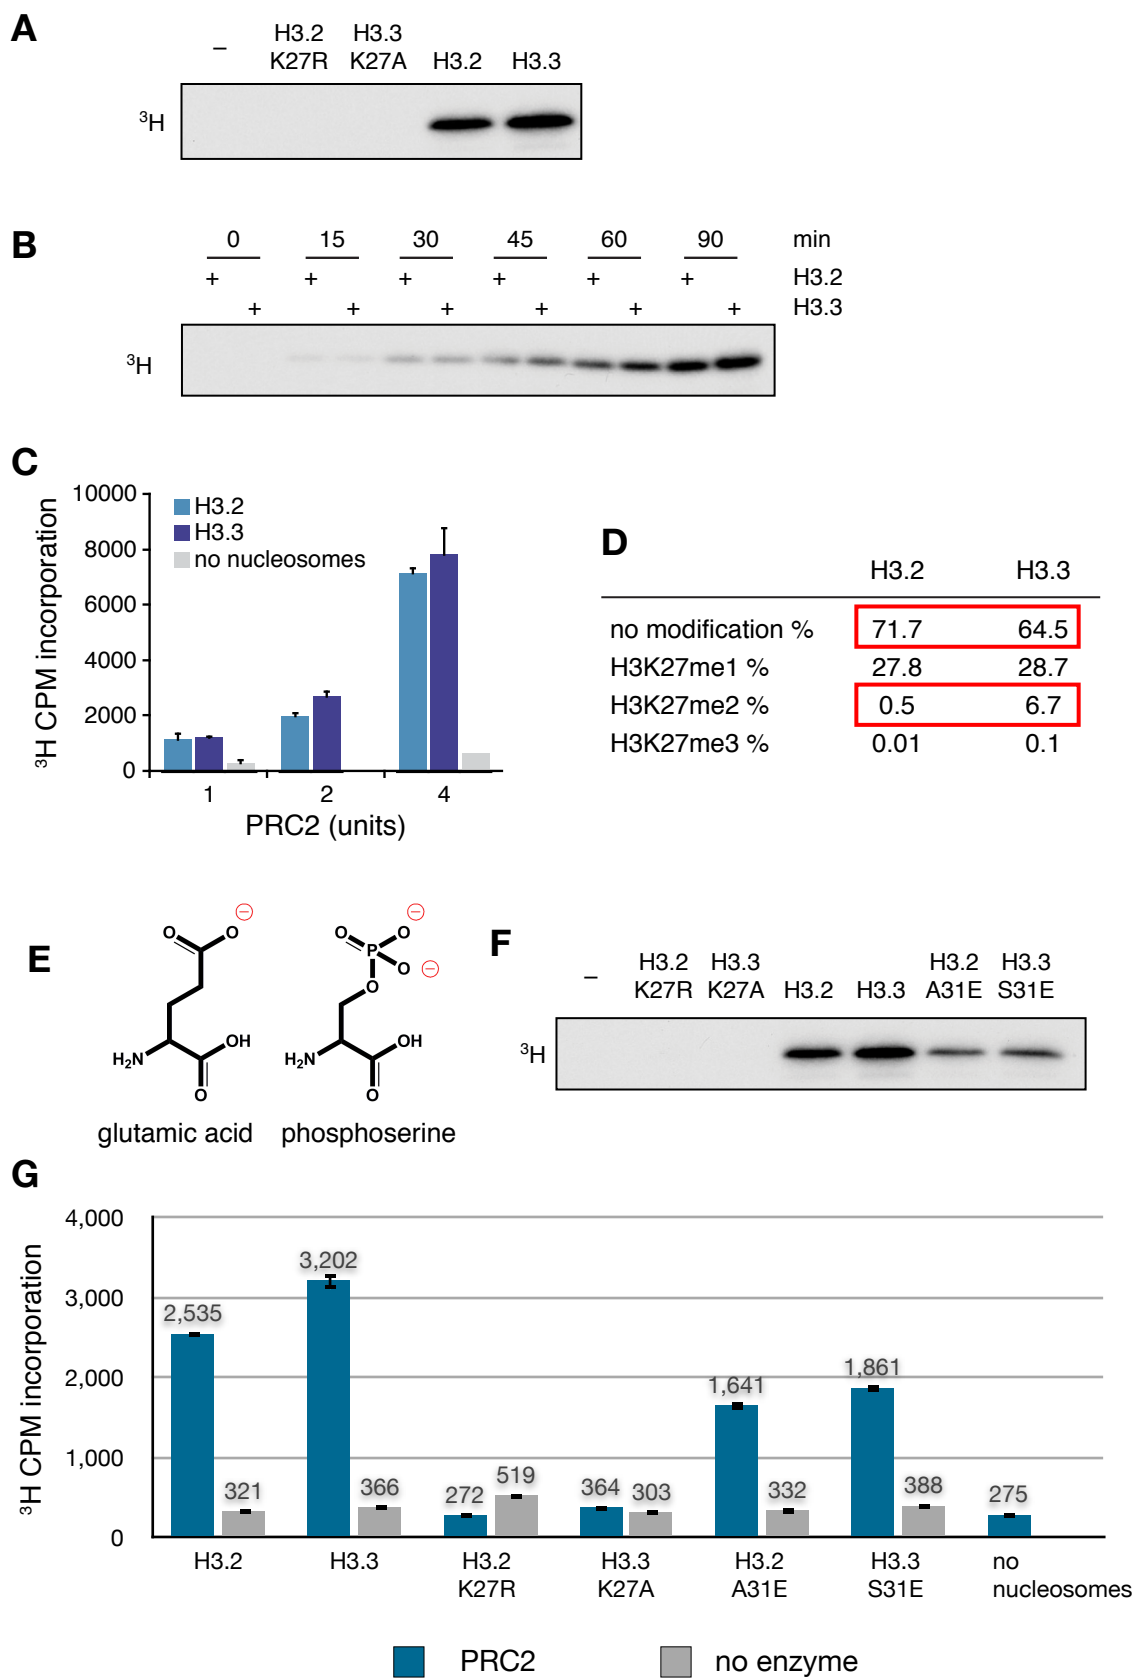 A
–
H3.2 K27R
H3.3 K27A
H3.2
H3.3
³H
B
0 15 30 45 60 90 min
+ + + + + + H3.2
+ + + + + + H3.3
³H
C
³H CPM incorporation
10000
8000
6000
4000
2000
0
H3.2
H3.3
no nucleosomes
1 2 4
PRC2 (units)
D
H3.2 H3.3
no modification % 71.7 64.5
H3K27me1 % 27.8 28.7
H3K27me2 % 0.5 6.7
H3K27me3 % 0.01 0.1
E
O O −
H₂N OH
O
glutamic acid
O P O −
O −
O
H₂N OH
O
phosphoserine
F
–
H3.2 K27R
H3.3 K27A
H3.2
H3.3
H3.2 A31E
H3.3 S31E
³H
G
³H CPM incorporation
4,000
3,000
2,000
1,000
0
2,535 321
3,202 366
272 519
364 303
1,641 332
1,861 388
275
H3.2
H3.3
H3.2 K27R
H3.3 K27A
H3.2 A31E
H3.3 S31E
no nucleosomes
PRC2
no enzyme